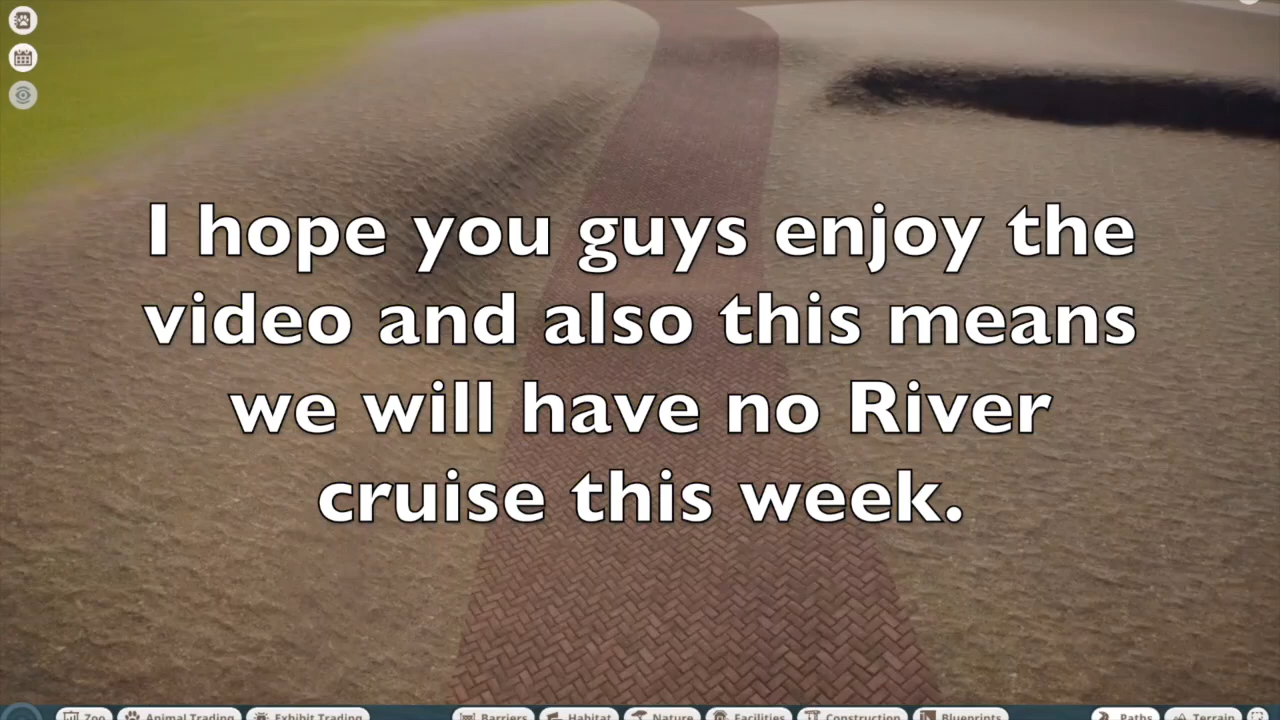 I hope you guys enjoy the
video and also this means
we will have no River
cruise this week.
Zoo Animal Trading Exhibit Trading Barriers Habitat Nature Facilities Construction Blueprints Paths Terrain